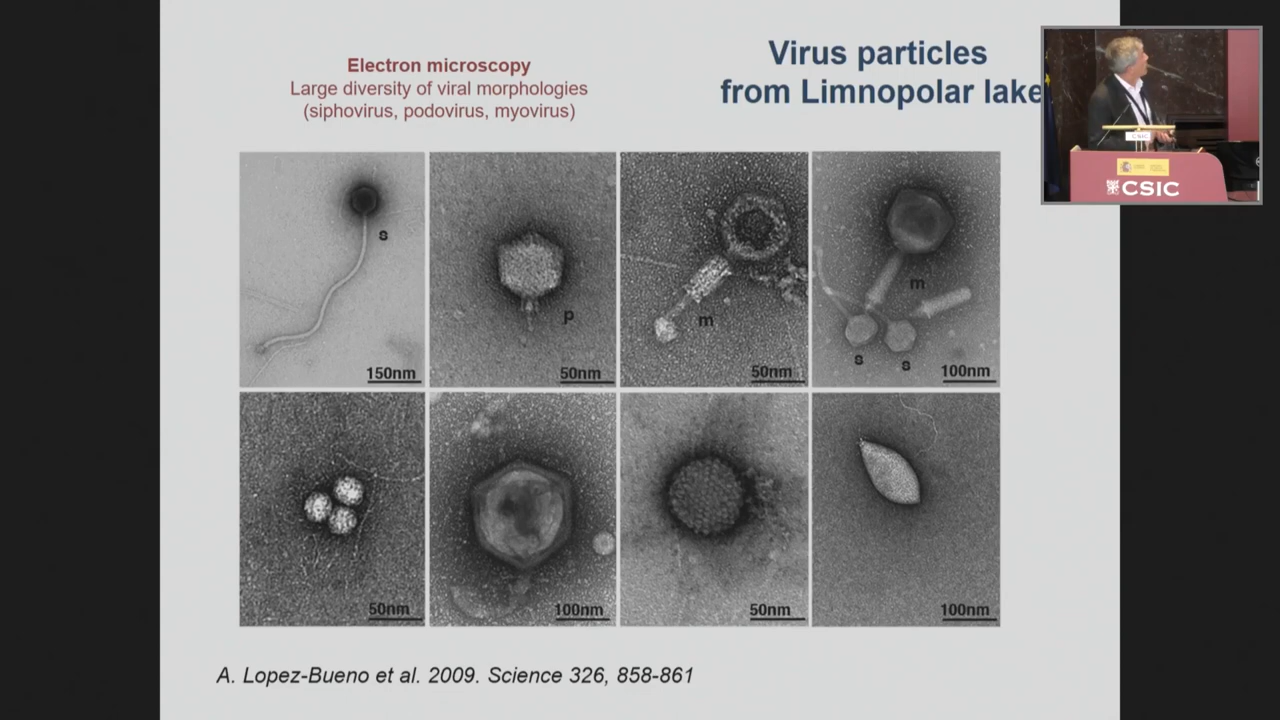 Electron microscopy
Large diversity of viral morphologies
(siphovirus, podovirus, myovirus)
Virus particles
from Limnopolar lake
s
150nm
p
50nm
m
50nm
m
s
s
100nm
50nm
100nm
50nm
100nm
A. Lopez-Bueno et al. 2009. Science 326, 858-861
CSIC
CSIC